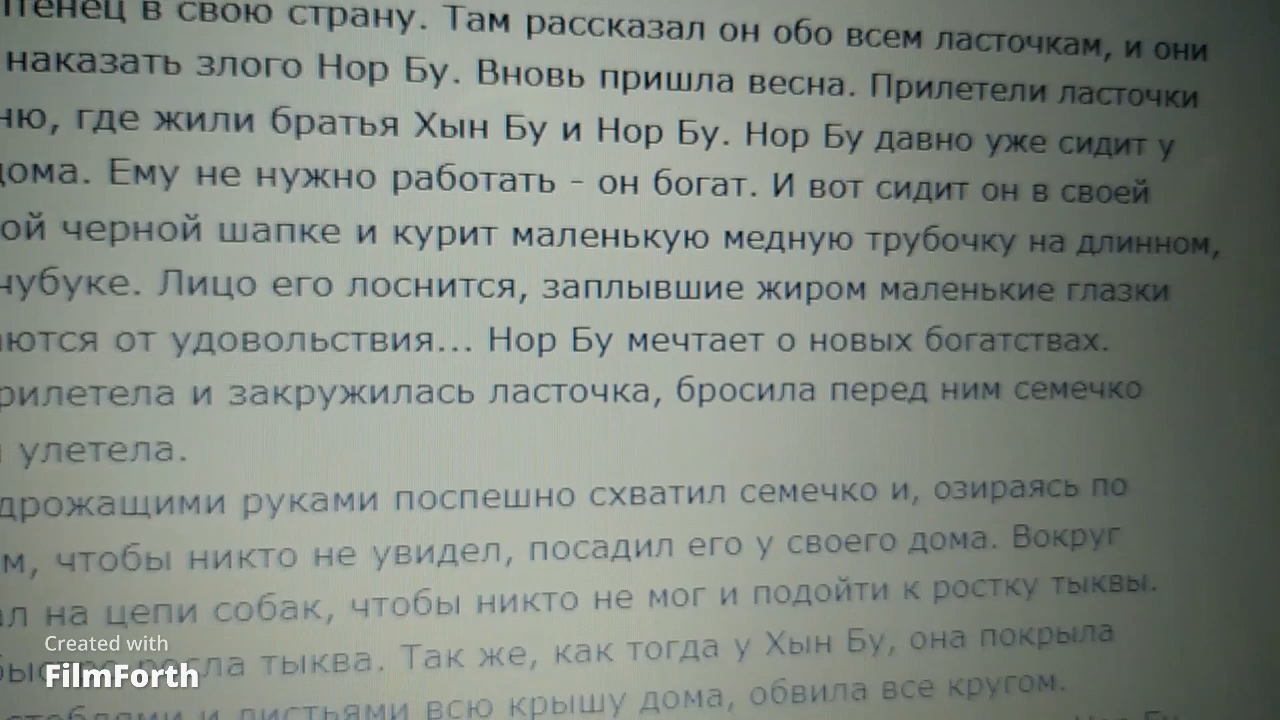 птенец в свою страну. Там рассказал он обо всем ласточкам, и они
наказать злого Нор Бу. Вновь пришла весна. Прилетели ласточки
ню, где жили братья Хын Бу и Нор Бу. Нор Бу давно уже сидит у
дома. Ему не нужно работать - он богат. И вот сидит он в своей
ой черной шапке и курит маленькую медную трубочку на длинном,
чубуке. Лицо его лоснится, заплывшие жиром маленькие глазки
аются от удовольствия... Нор Бу мечтает о новых богатствах.
рилетела и закружилась ласточка, бросила перед ним семечко
улетела.
дрожащими руками поспешно схватил семечко и, озираясь по
м, чтобы никто не увидел, посадил его у своего дома. Вокруг
ал на цепи собак, чтобы никто не мог и подойти к ростку тыквы.
росла тыква. Так же, как тогда у Хын Бу, она покрыла
стеблями и листьями всю крышу дома, обвила все кругом.
Created with
FilmForth